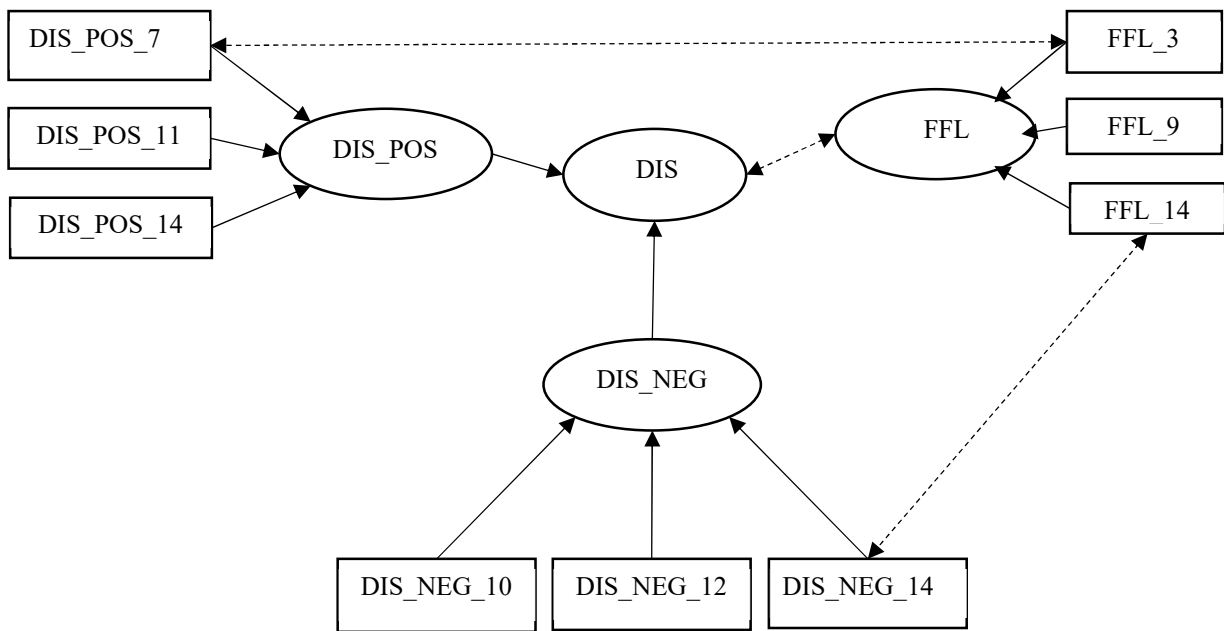 DIS_POS_7
FFL_3
DIS_POS_11
FFL_9
DIS_POS
FFL
DIS
DIS_POS_14
FFL_14
DIS_NEG
DIS_NEG_10
DIS_NEG_12
DIS_NEG_14